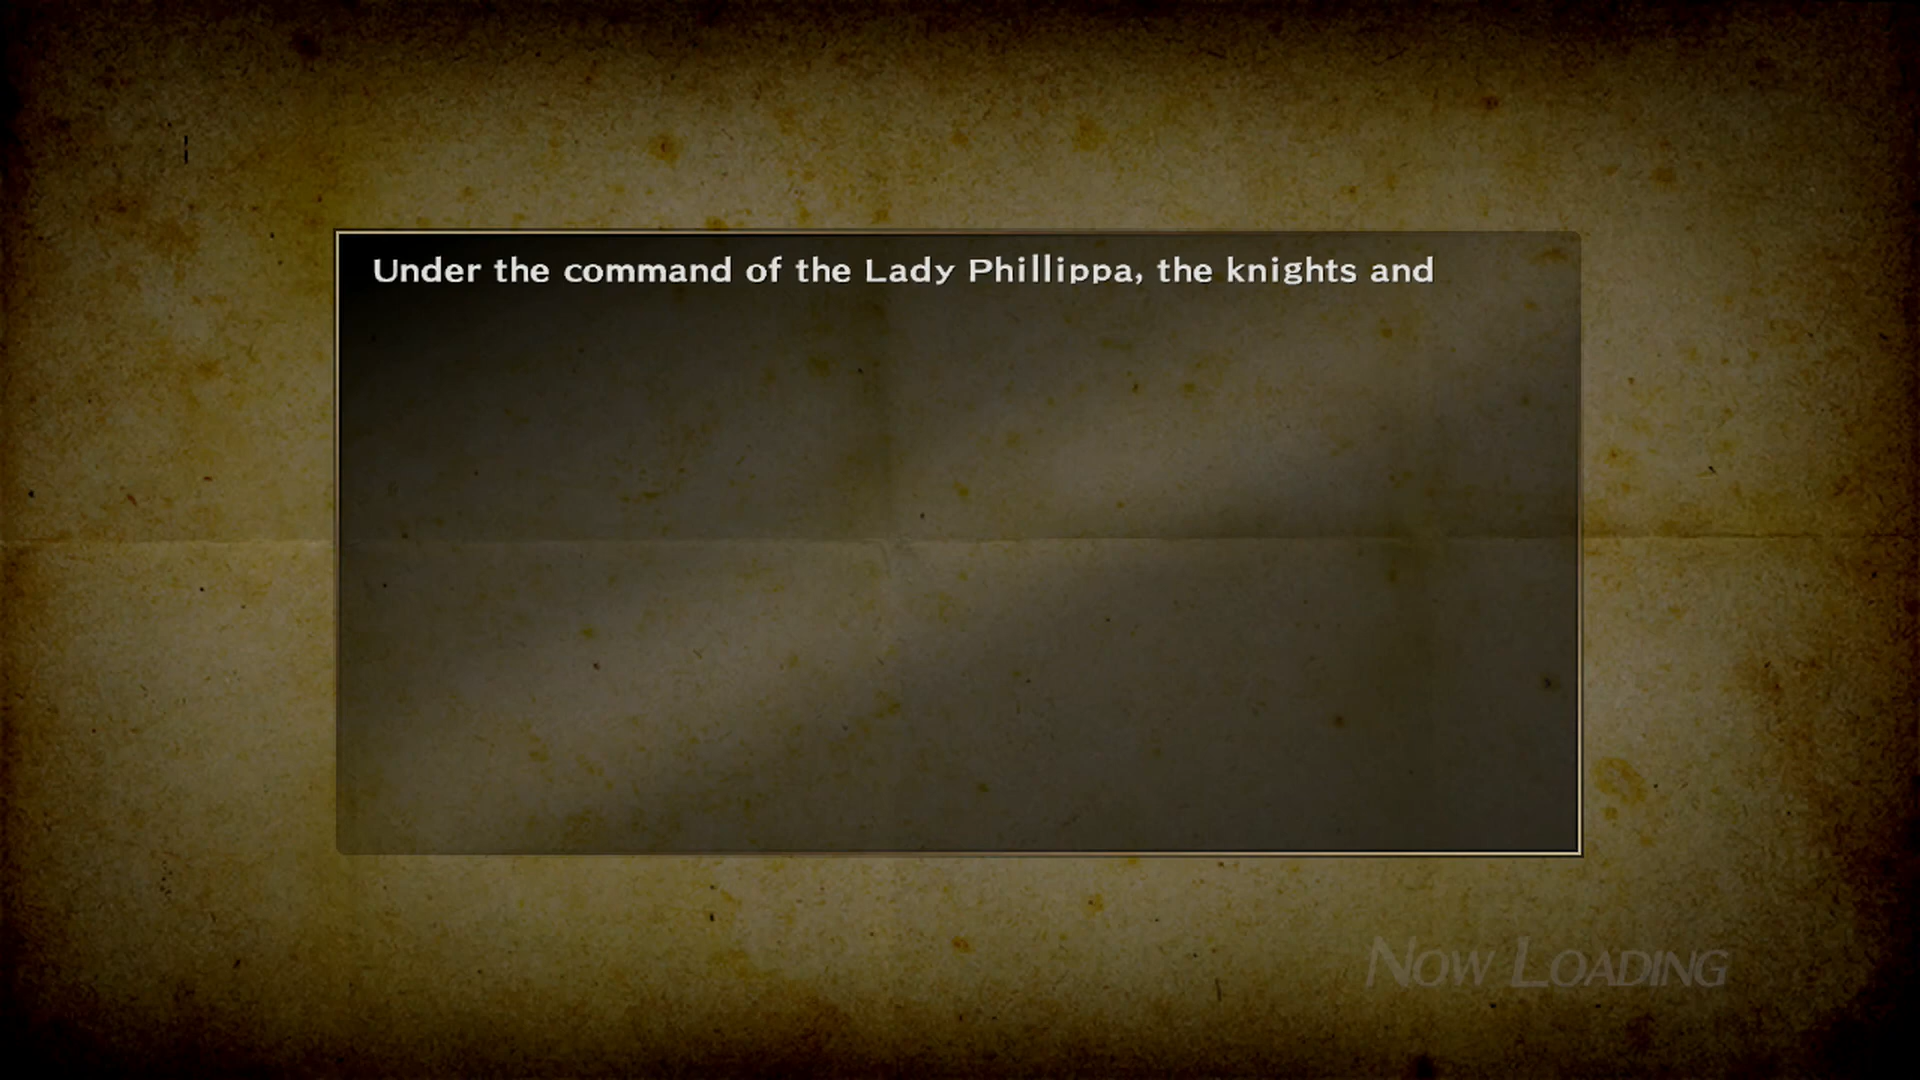 Under the command of the Lady Phillippa, the knights and
NOW LOADING